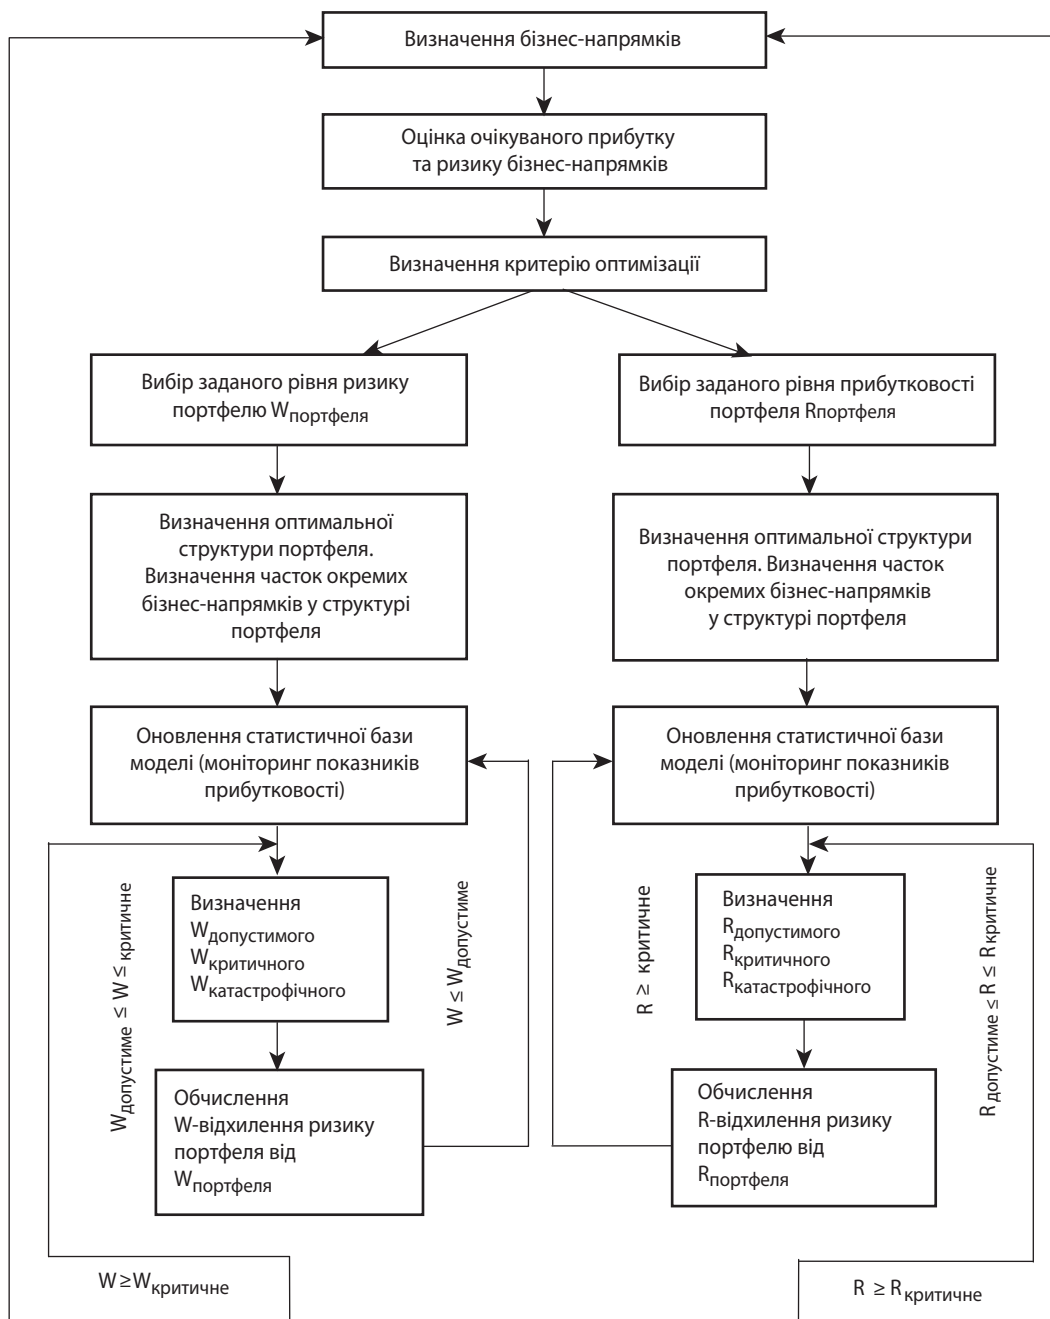 Визначення бізнес-напрямків
Оцінка очікуваного прибутку
та ризику бізнес-напрямків
Визначення критерію оптимізації
Вибір заданого рівня ризику
портфелю Wпортфеля
Вибір заданого рівня прибутковості
портфеля Rпортфеля
Визначення оптимальної
структури портфеля.
Визначення часток окремих
бізнес-напрямків у структурі
портфеля
Визначення оптимальної структури
портфеля. Визначення часток
окремих бізнес-напрямків
у структурі портфеля
Оновлення статистичної бази
моделі (моніторинг показників
прибутковості)
Оновлення статистичної бази
моделі (моніторинг показників
прибутковості)
Wдопустиме ≤ W ≤ критичне
Визначення
Wдопустимого
Wкритичного
Wкатастрофічного
W ≤ Wдопустиме
R ≥ критичне
Визначення
Rдопустимого
Rкритичного
Rкатастрофічного
Rдопустиме ≤ R ≤ Rкритичне
Обчислення
W-відхилення ризику
портфеля від
Wпортфеля
Обчислення
R-відхилення ризику
портфелю від
Rпортфеля
W ≥Wкритичне
R ≥ Rкритичне